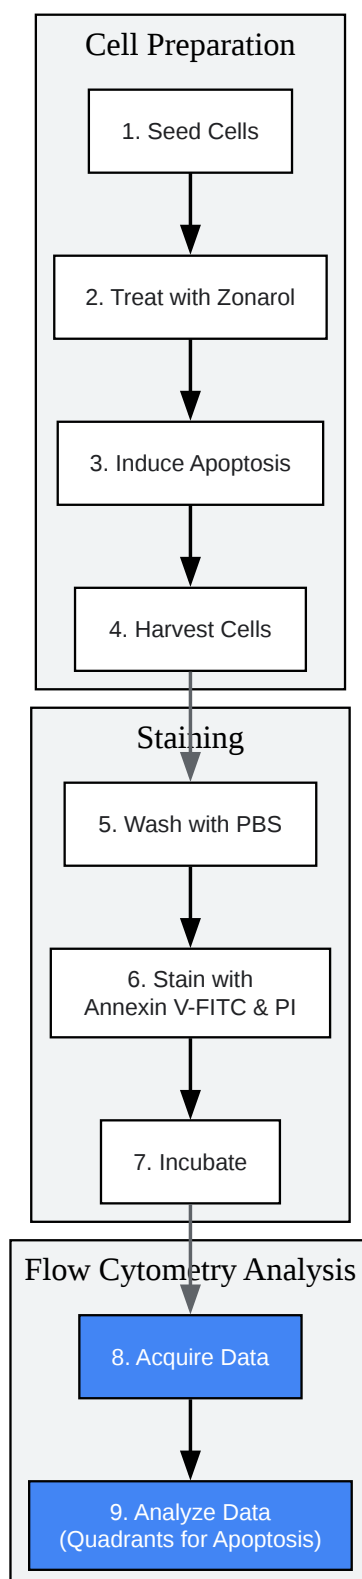 Cell Preparation
1. Seed Cells
2. Treat with Zonarol
3. Induce Apoptosis
4. Harvest Cells
Staining
5. Wash with PBS
6. Stain with
Annexin V-FITC & PI
7. Incubate
Flow Cytometry Analysis
8. Acquire Data
9. Analyze Data
(Quadrants for Apoptosis)